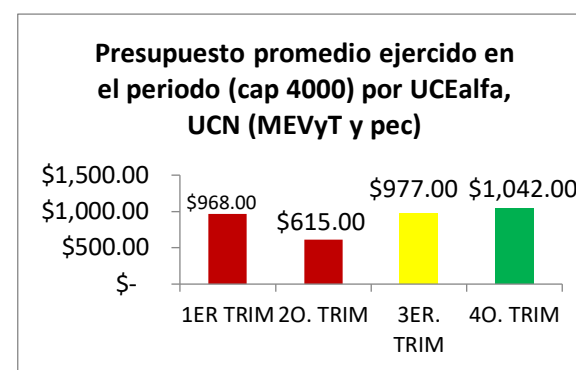 Presupuesto promedio ejercido en
el periodo (cap 4000) por UCEalfa,
UCN (MEVyT y pec)
$1,500.00
$1,000.00
$500.00
$-
$968.00
$615.00
$977.00
$1,042.00
1ER TRIM
2O. TRIM
3ER.
TRIM
4O. TRIM